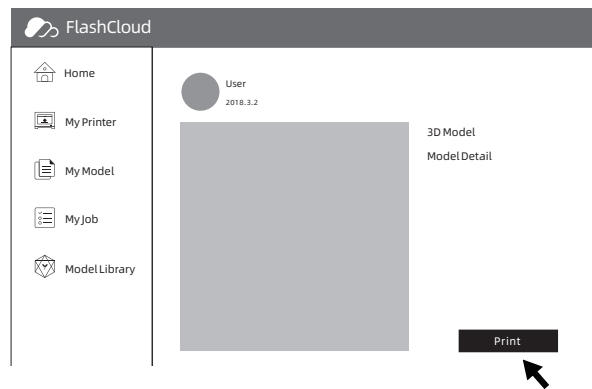 FlashCloud
Home
My Printer
My Model
My Job
Model Library
User
2018.3.2
3D Model
Model Detail
Print